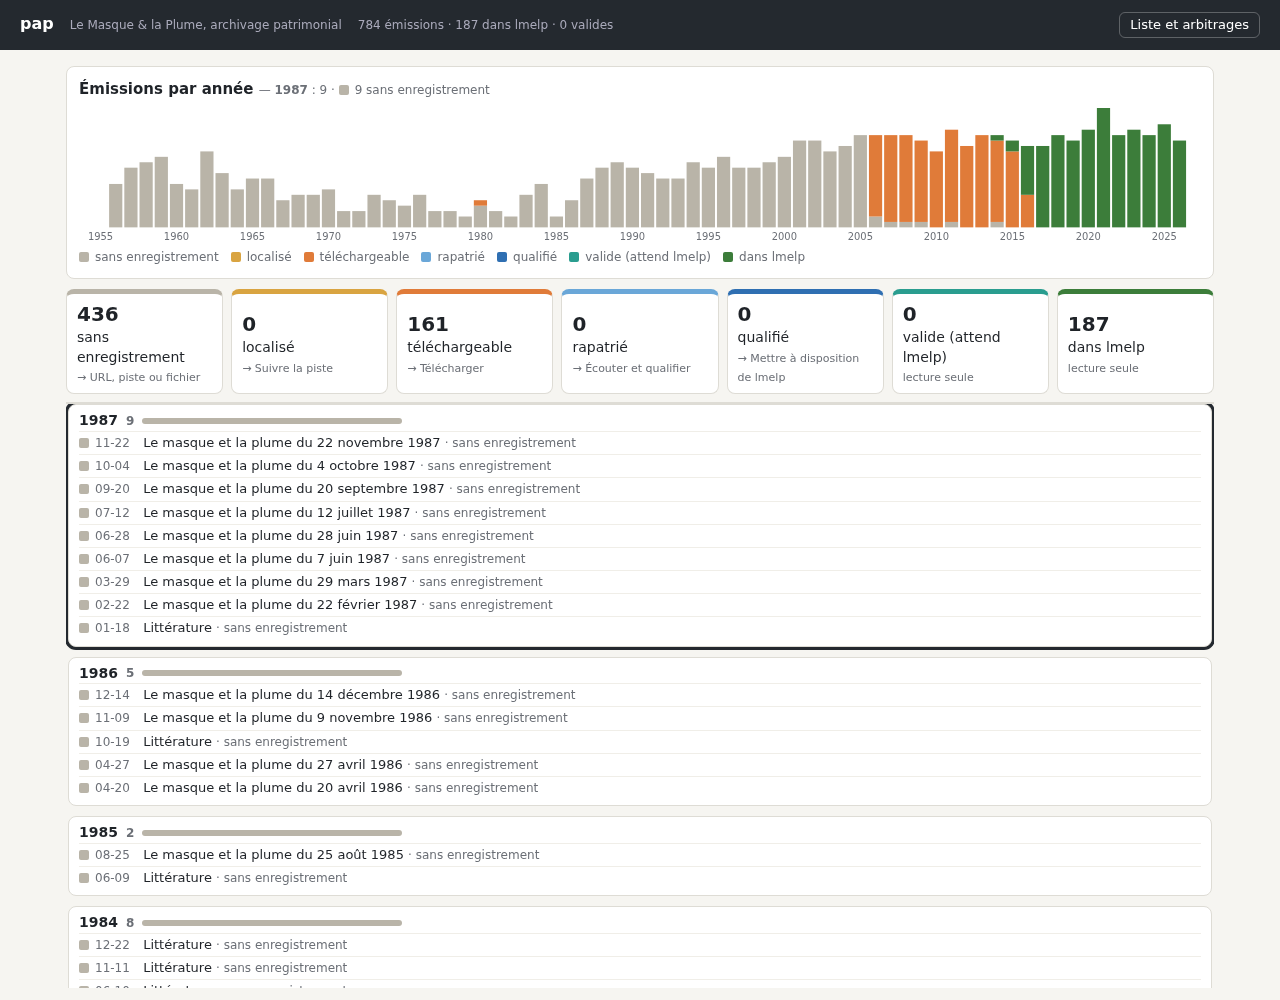 pap Le Masque & la Plume, archivage patrimonial 784 émissions · 187 dans lmelp · 0 valides Liste et arbitrages
Émissions par année — 1987 : 9 · 9 sans enregistrement
1955 1960 1965 1970 1975 1980 1985 1990 1995 2000 2005 2010 2015 2020 2025
sans enregistrement localisé téléchargeable rapatrié qualifié valide (attend lmelp) dans lmelp
436
sans
enregistrement
→ URL, piste ou fichier
0
localisé
→ Suivre la piste
161
téléchargeable
→ Télécharger
0
rapatrié
→ Écouter et qualifier
0
qualifié
→ Mettre à disposition
de lmelp
0
valide (attend
lmelp)
lecture seule
187
dans lmelp
lecture seule
1987 9
11-22 Le masque et la plume du 22 novembre 1987 · sans enregistrement
10-04 Le masque et la plume du 4 octobre 1987 · sans enregistrement
09-20 Le masque et la plume du 20 septembre 1987 · sans enregistrement
07-12 Le masque et la plume du 12 juillet 1987 · sans enregistrement
06-28 Le masque et la plume du 28 juin 1987 · sans enregistrement
06-07 Le masque et la plume du 7 juin 1987 · sans enregistrement
03-29 Le masque et la plume du 29 mars 1987 · sans enregistrement
02-22 Le masque et la plume du 22 février 1987 · sans enregistrement
01-18 Littérature · sans enregistrement
1986 5
12-14 Le masque et la plume du 14 décembre 1986 · sans enregistrement
11-09 Le masque et la plume du 9 novembre 1986 · sans enregistrement
10-19 Littérature · sans enregistrement
04-27 Le masque et la plume du 27 avril 1986 · sans enregistrement
04-20 Le masque et la plume du 20 avril 1986 · sans enregistrement
1985 2
08-25 Le masque et la plume du 25 août 1985 · sans enregistrement
06-09 Littérature · sans enregistrement
1984 8
12-22 Littérature · sans enregistrement
11-11 Littérature · sans enregistrement